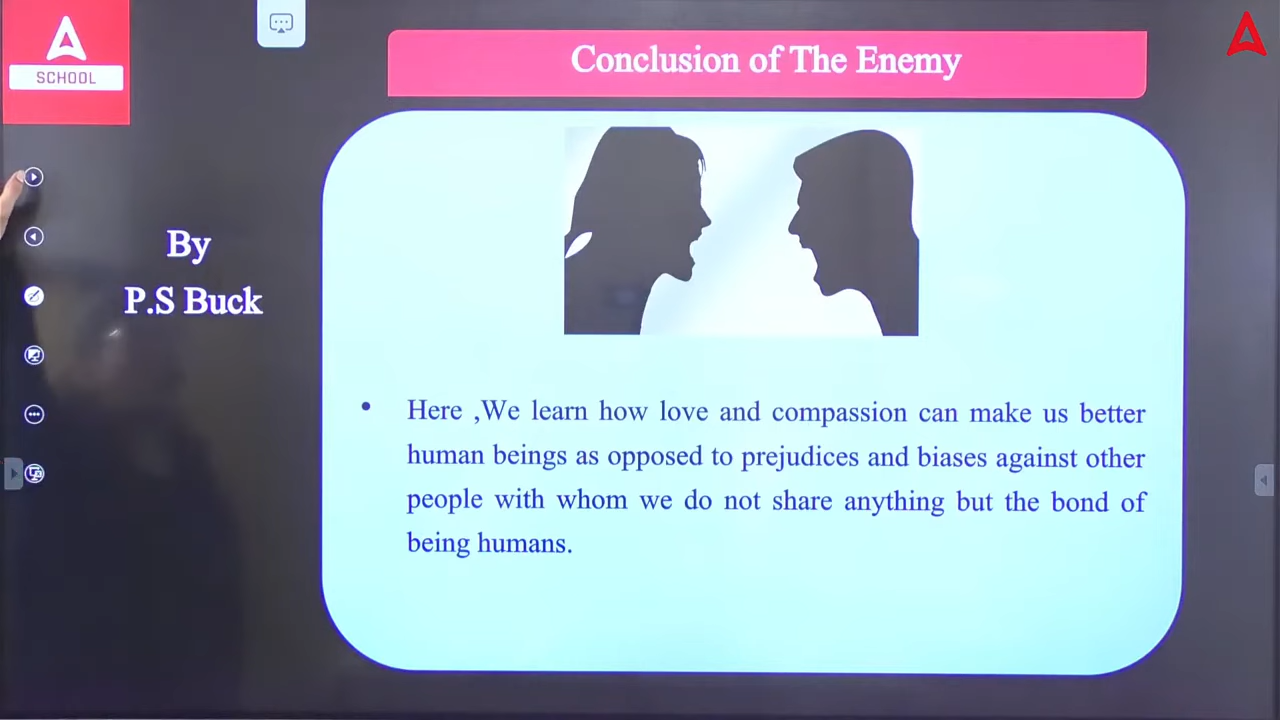 SCHOOL
Conclusion of The Enemy
By
P.S Buck
• Here ,We learn how love and compassion can make us better
human beings as opposed to prejudices and biases against other
people with whom we do not share anything but the bond of
being humans.